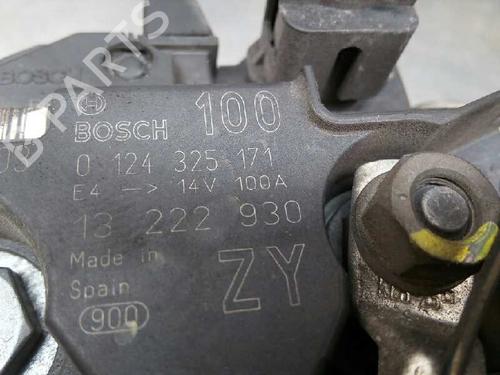 BOSCH
BOSCH 100
0 124 325 171
E4 --> 14V 100A
13 222 930
Made in
Spain
ZY
900
B-PARTS